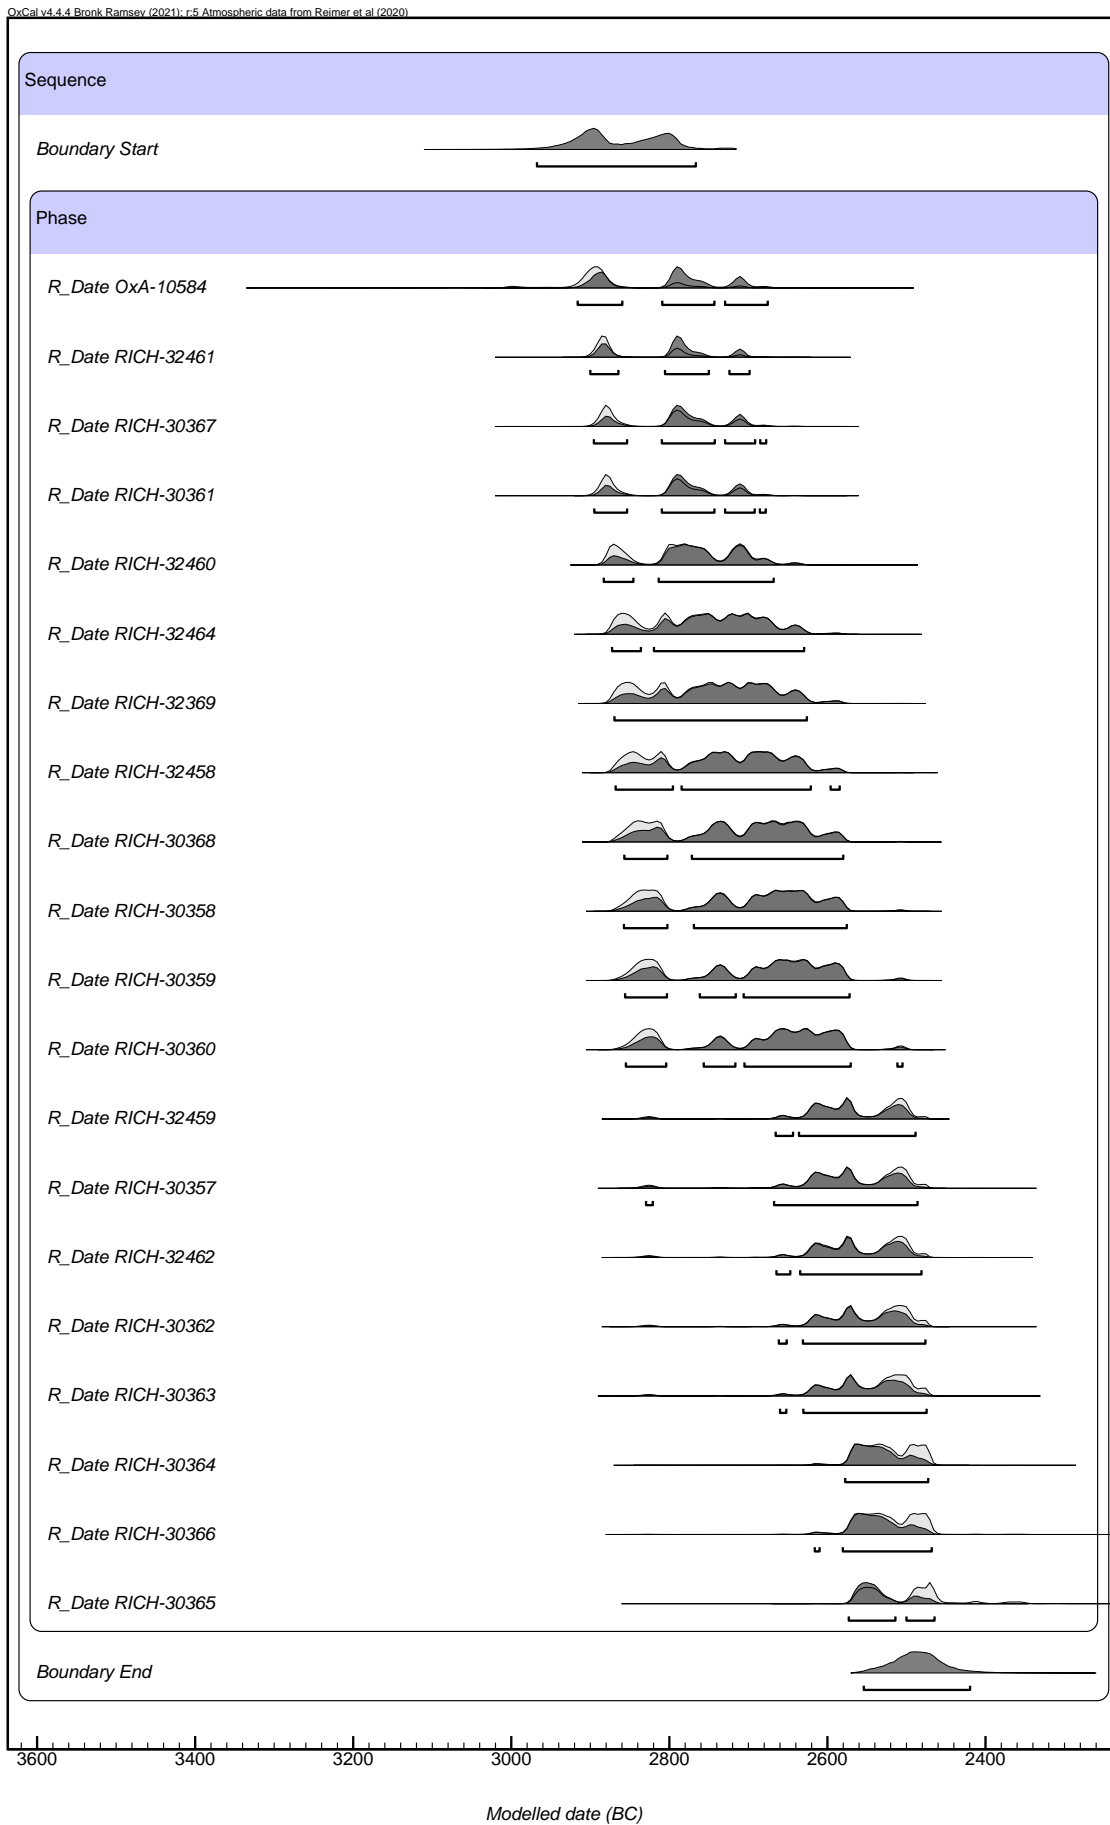 OxCal v4.4.4 Bronk Ramsey (2021); r:5 Atmospheric data from Reimer et al (2020)
Sequence
Boundary Start
Phase
R_Date OxA-10584
R_Date RICH-32461
R_Date RICH-30367
R_Date RICH-30361
R_Date RICH-32460
R_Date RICH-32464
R_Date RICH-32369
R_Date RICH-32458
R_Date RICH-30368
R_Date RICH-30358
R_Date RICH-30359
R_Date RICH-30360
R_Date RICH-32459
R_Date RICH-30357
R_Date RICH-32462
R_Date RICH-30362
R_Date RICH-30363
R_Date RICH-30364
R_Date RICH-30366
R_Date RICH-30365
Boundary End
3600 3400 3200 3000 2800 2600 2400
Modelled date (BC)